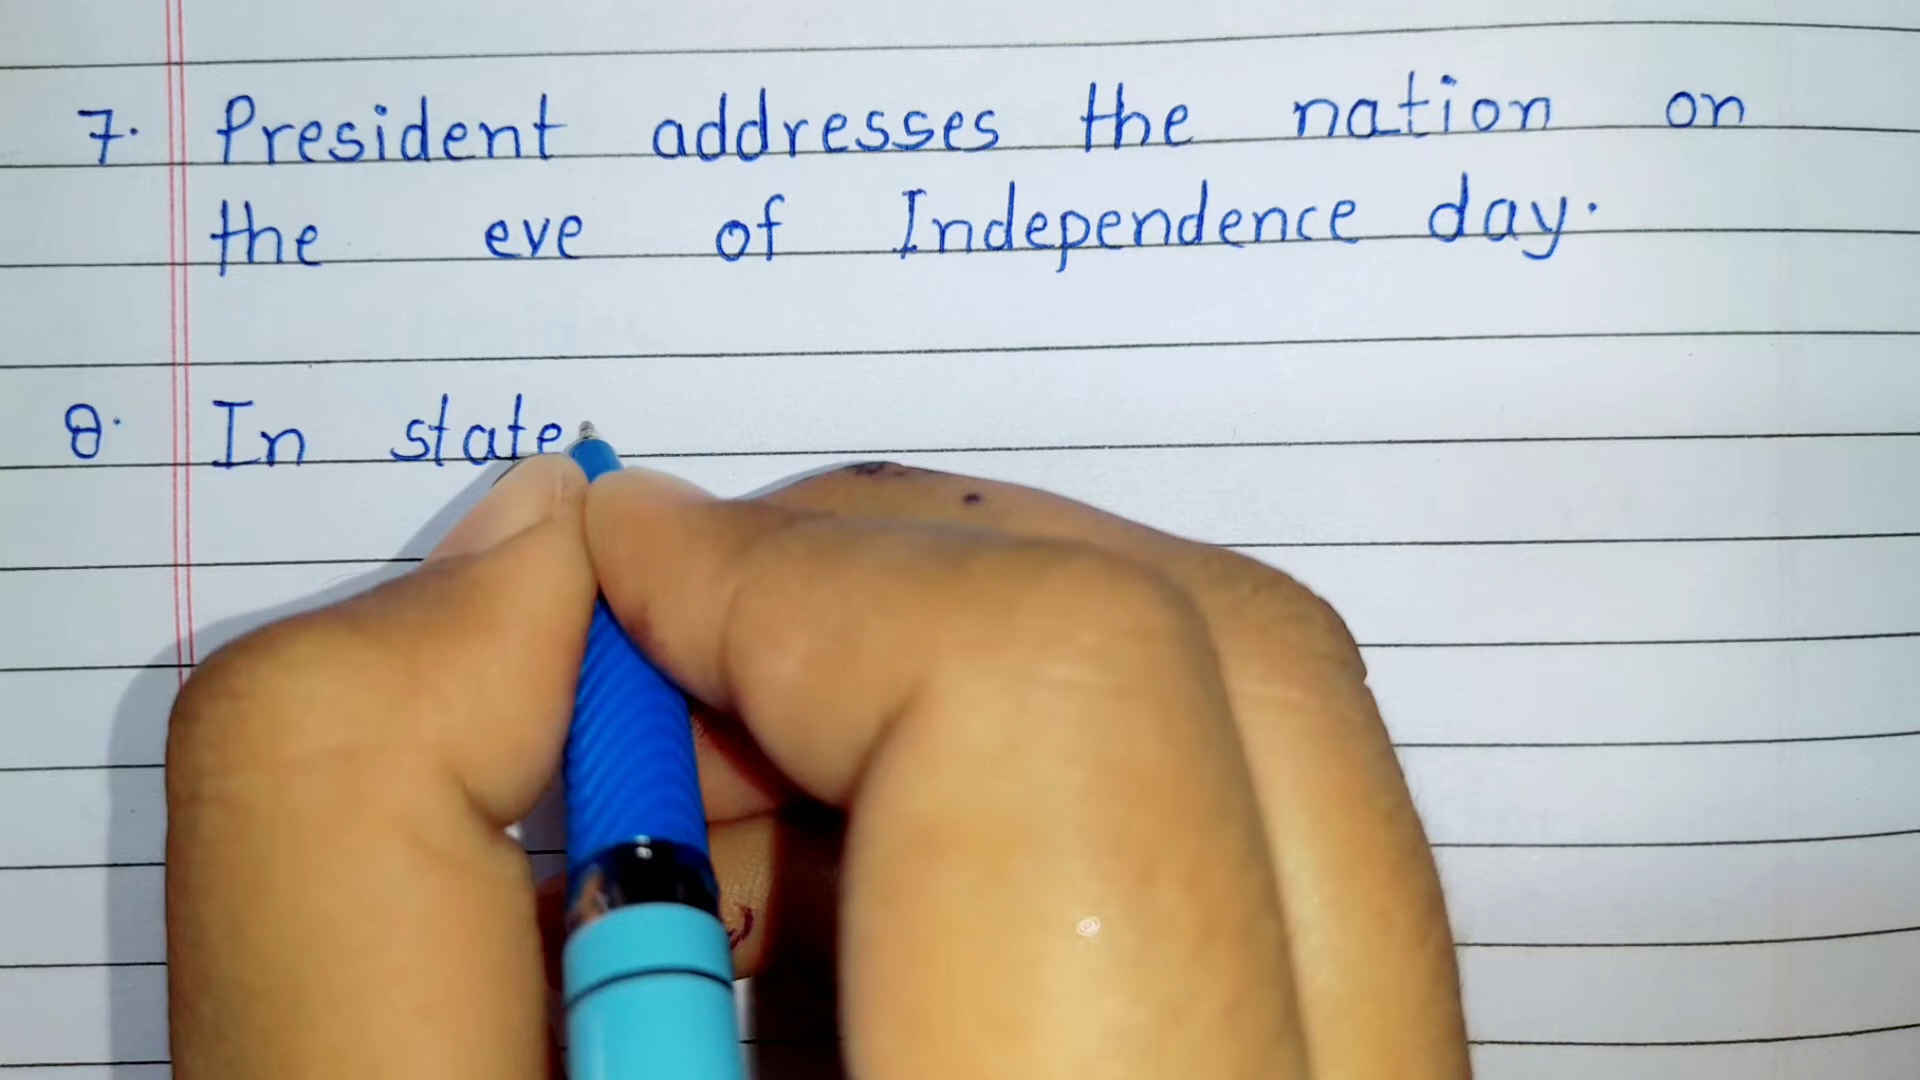 7. President addresses the nation on
the eve of Independence day.
8. In state